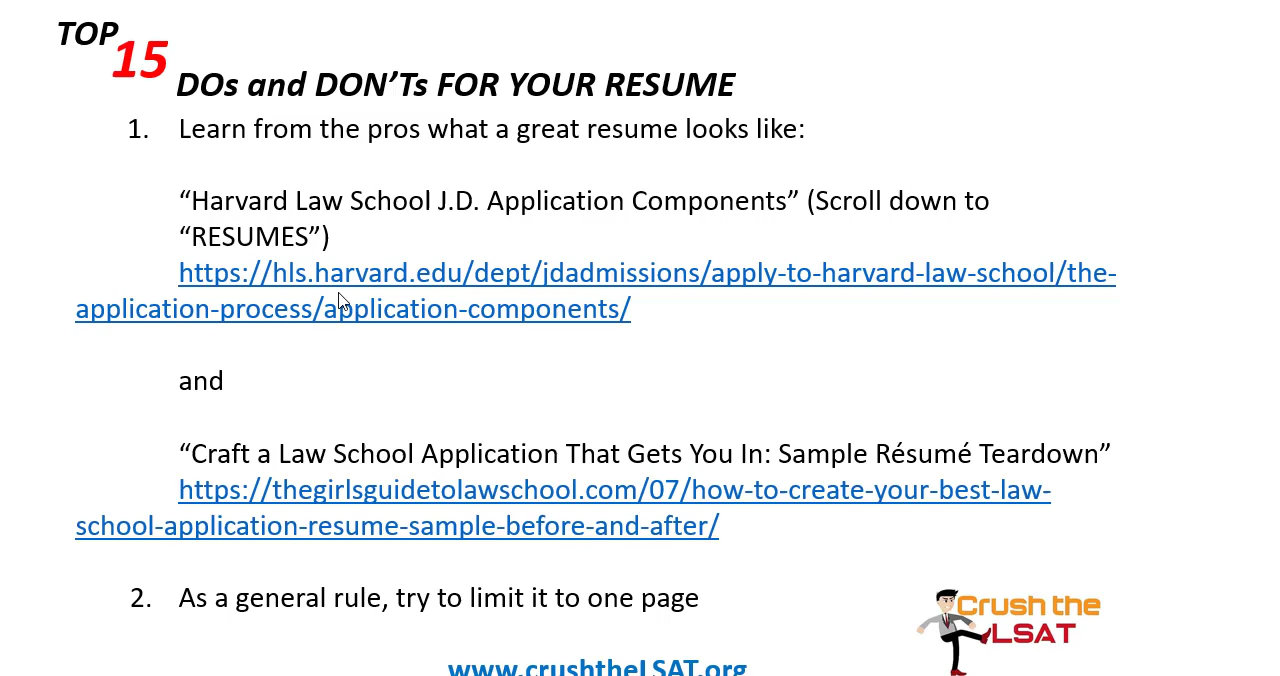 TOP
15
DOs and DON’Ts FOR YOUR RESUME
1. Learn from the pros what a great resume looks like:
“Harvard Law School J.D. Application Components” (Scroll down to
“RESUMES”)
https://hls.harvard.edu/dept/jdadmissions/apply-to-harvard-law-school/the-
application-process/application-components/
and
“Craft a Law School Application That Gets You In: Sample Résumé Teardown”
https://thegirlsguidetolawschool.com/07/how-to-create-your-best-law-
school-application-resume-sample-before-and-after/
2. As a general rule, try to limit it to one page
Crush the
LSAT
www.crushtheLSAT.org